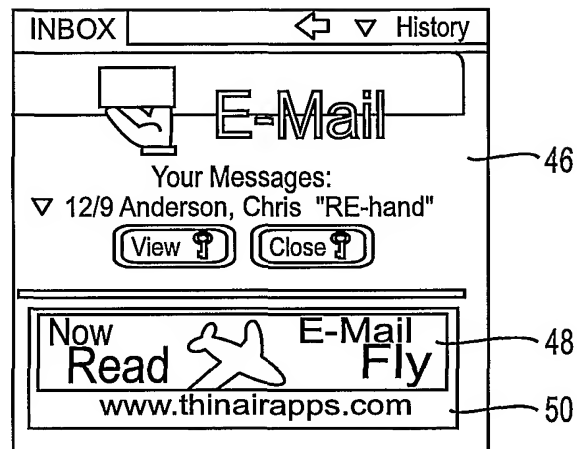 INBOX History
E-Mail
46
Your Messages:
12/9 Anderson, Chris "RE-hand"
View Close
Now E-Mail
Read Fly
48
www.thinairapps.com
50